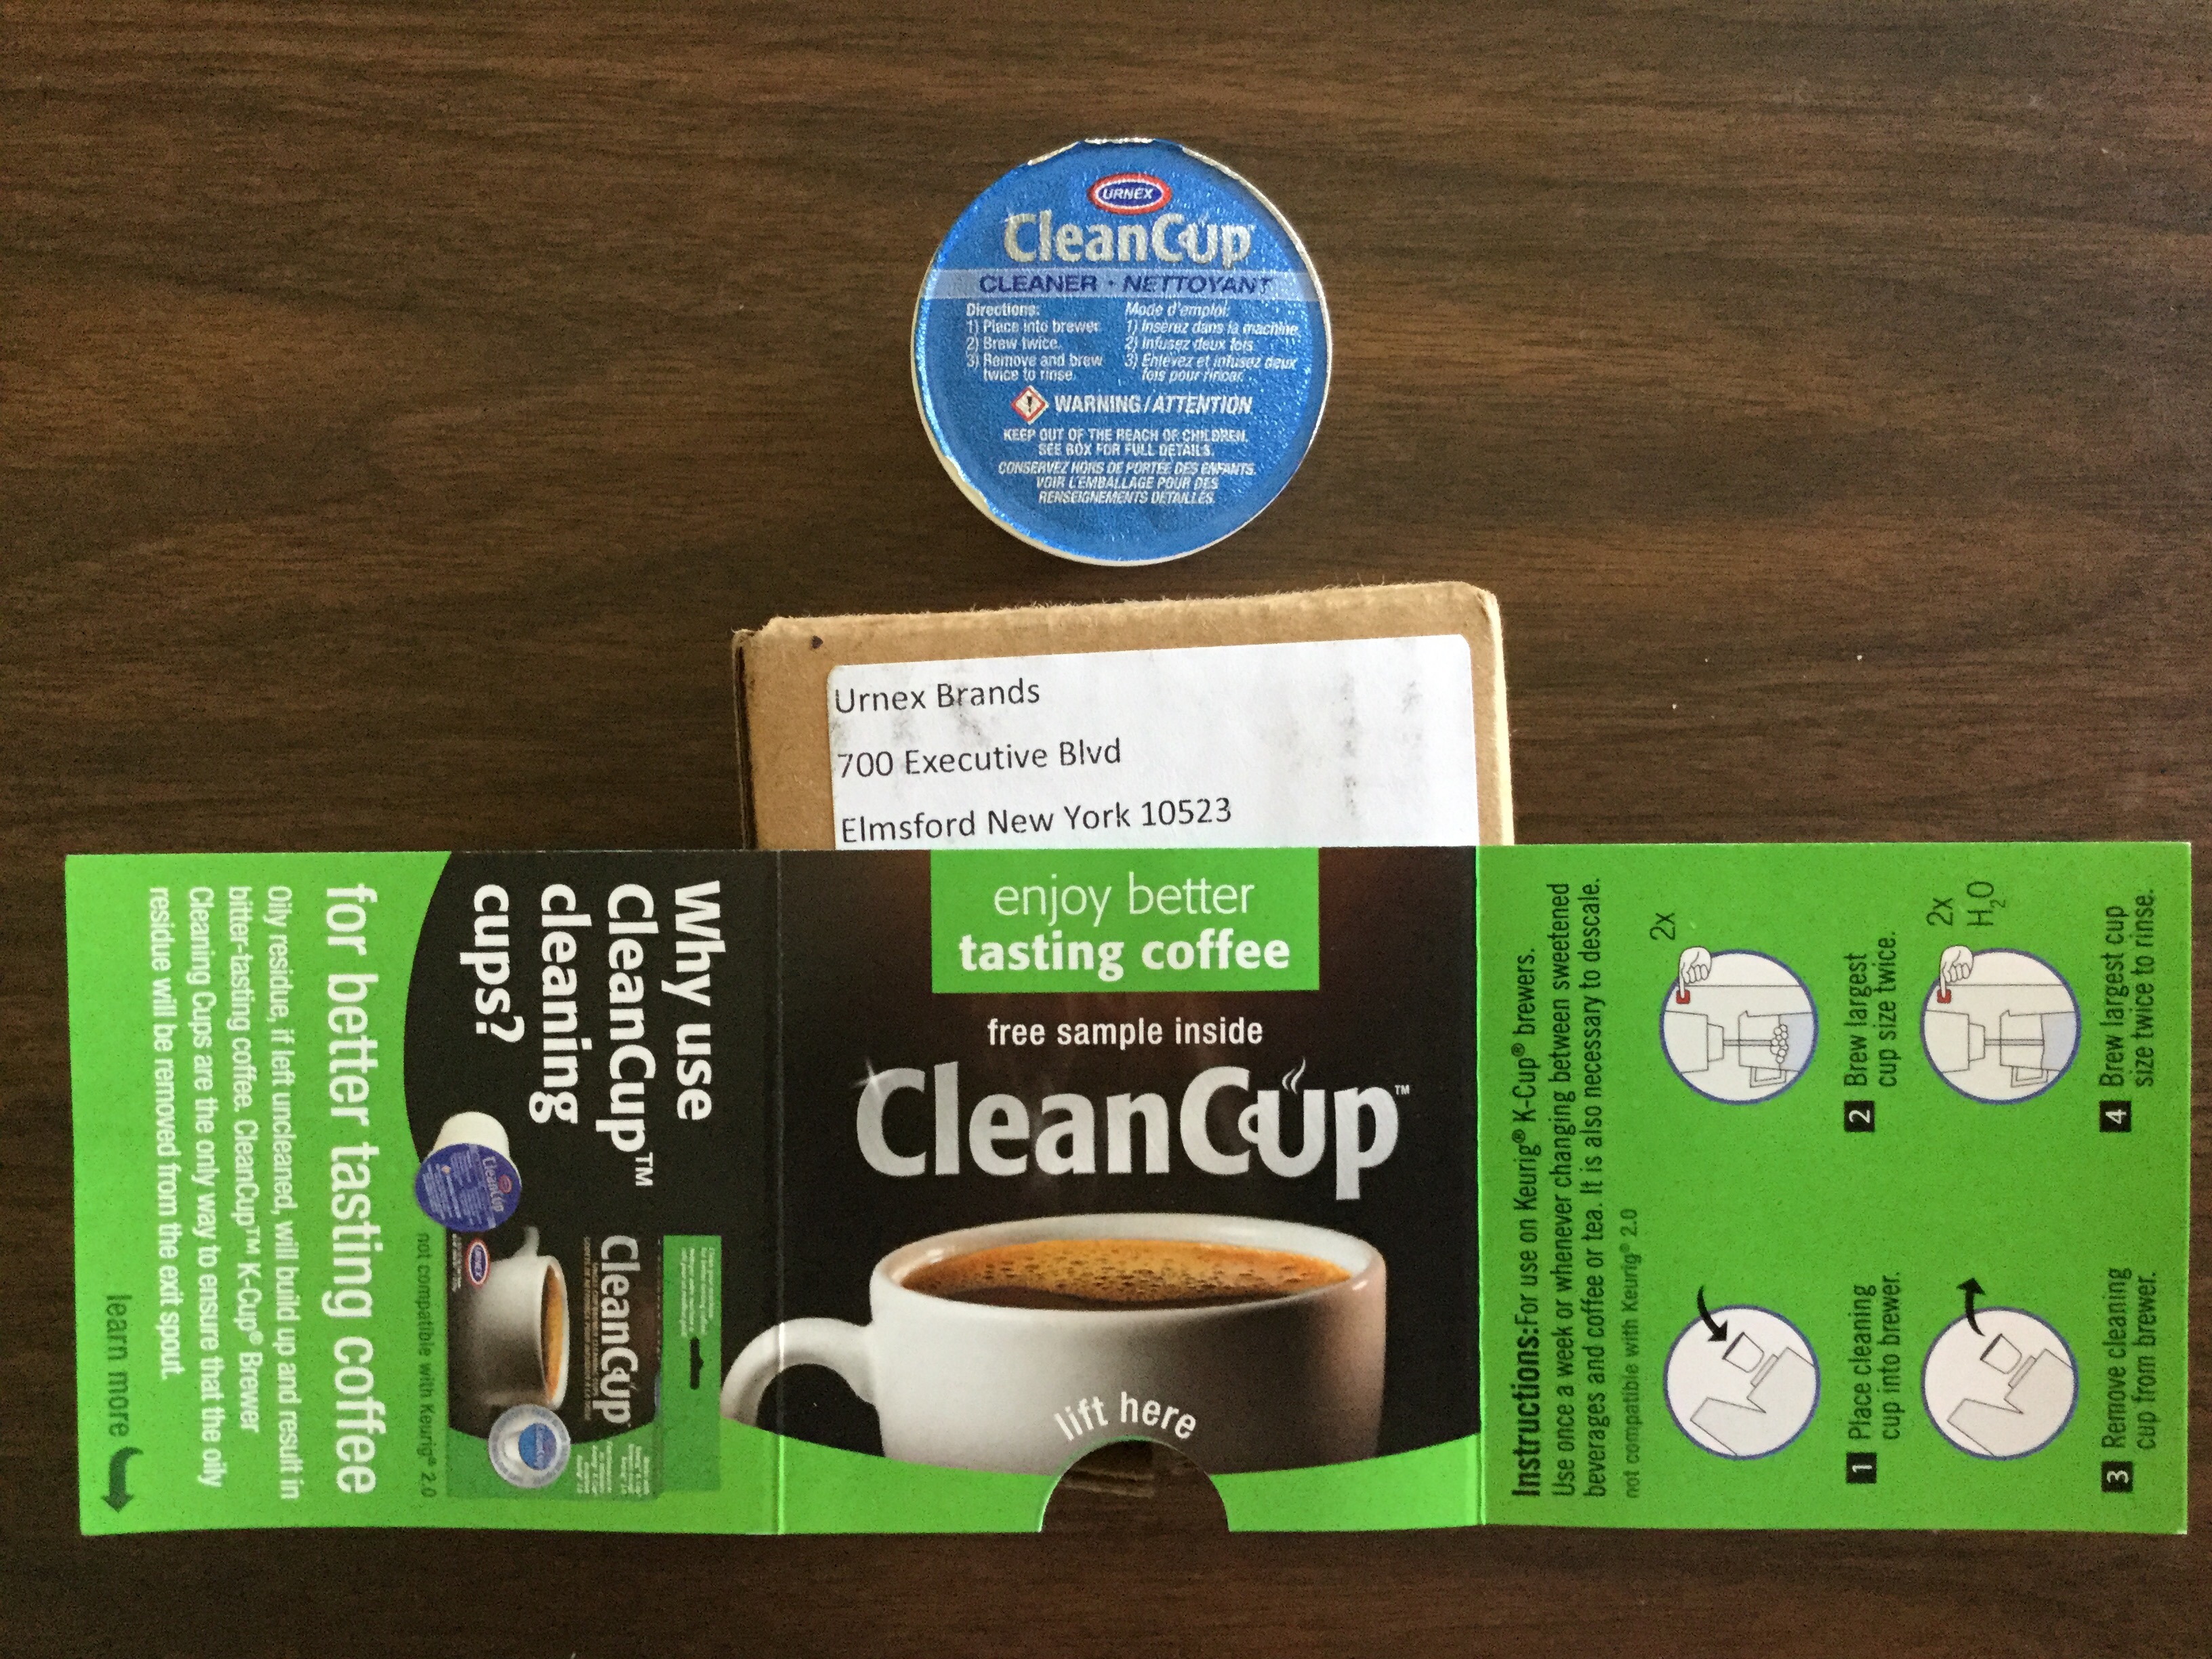 URNEX
CleanCup
CLEANER · NETTOYANT
Directions:
1) Place into brewer
2) Brew twice.
3) Remove and brew
twice to rinse.
Mode d'emploi:
1) Insérez dans la machine
2) Infusez deux fois
3) Enlevez et infusez deux
fois pour rincer.
WARNING/ATTENTION
KEEP OUT OF THE REACH OF CHILDREN.
SEE BOX FOR FULL DETAILS.
CONSERVEZ HORS DE PORTÉE DES ENFANTS.
VOIR L'EMBALLAGE POUR DES
RENSEIGNEMENTS DÉTAILLÉS.
Urnex Brands
700 Executive Blvd
Elmsford New York 10523
Why use
CleanCup™
cleaning
cups?
CleanCup
URNEX
CleanCup
not compatible with Keurig® 2.0
for better tasting coffee
Oily residue, if left uncleaned, will build up and result in
bitter-tasting coffee. CleanCup™ K-Cup® Brewer
Cleaning Cups are the only way to ensure that the oily
residue will be removed from the exit spout.
learn more
enjoy better
tasting coffee
free sample inside
CleanCup™
lift here
Instructions:For use on Keurig® K-Cup® brewers.
Use once a week or whenever changing between sweetened
beverages and coffee or tea. It is also necessary to descale.
not compatible with Keurig® 2.0
1 Place cleaning
cup into brewer.
2x
2 Brew largest
cup size twice.
3 Remove cleaning
cup from brewer.
2x
H₂O
4 Brew largest cup
size twice to rinse.